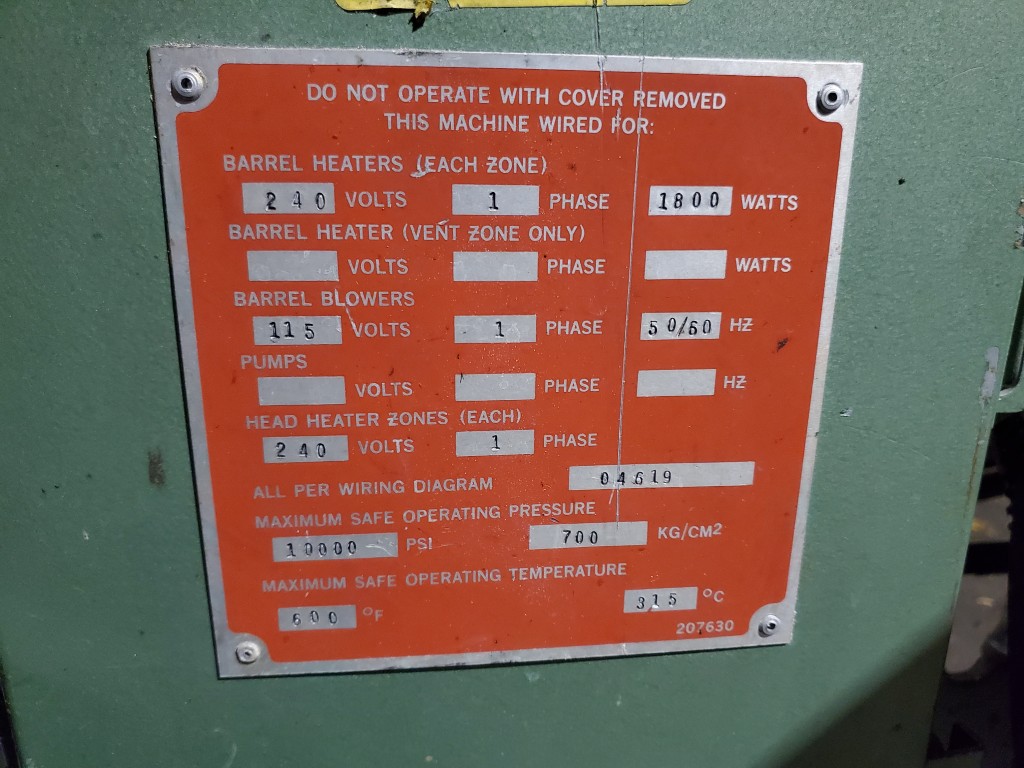 DO NOT OPERATE WITH COVER REMOVED
THIS MACHINE WIRED FOR:
BARREL HEATERS (EACH ZONE)
240 VOLTS 1 PHASE 1800 WATTS
BARREL HEATER (VENT ZONE ONLY)
VOLTS PHASE WATTS
BARREL BLOWERS
115 VOLTS 1 PHASE 50/60 HZ
PUMPS
VOLTS PHASE HZ
HEAD HEATER ZONES (EACH)
240 VOLTS 1 PHASE
ALL PER WIRING DIAGRAM 04619
MAXIMUM SAFE OPERATING PRESSURE
10000 PSI 700 KG/CM2
MAXIMUM SAFE OPERATING TEMPERATURE
600 °F 315 °C
207630